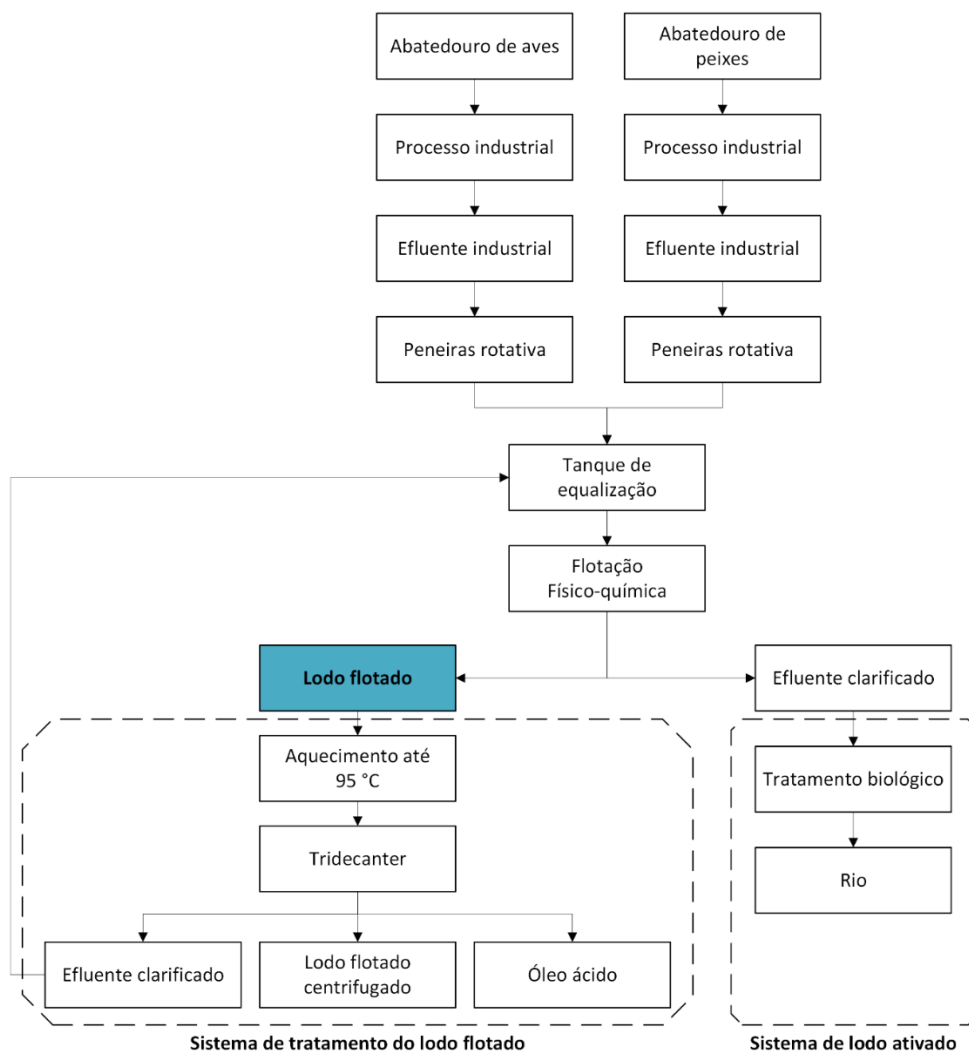 Abatedouro de aves
Abatedouro de
peixes
Processo industrial
Processo industrial
Efluente industrial
Efluente industrial
Peneiras rotativa
Peneiras rotativa
Tanque de
equalização
Flotação
Físico-química
Lodo flotado
Efluente clarificado
Aquecimento até
95 °C
Tratamento biológico
Tridecanter
Rio
Efluente clarificado
Lodo flotado
centrifugado
Óleo ácido
Sistema de tratamento do lodo flotado
Sistema de lodo ativado